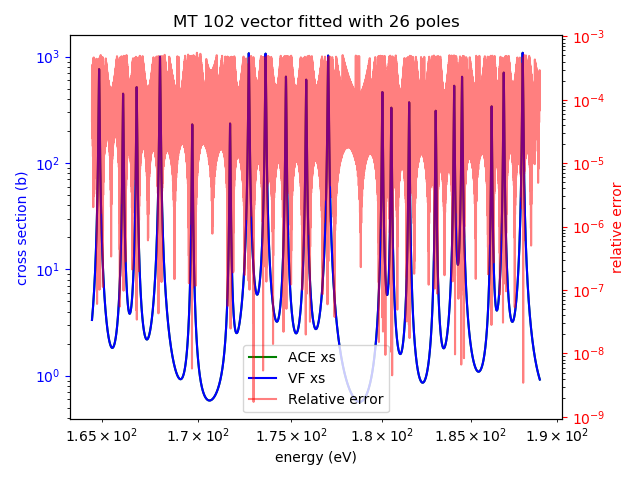 MT 102 vector fitted with 26 poles
cross section (b)
10³
10²
10¹
10⁰
10⁻³
10⁻⁴
10⁻⁵
10⁻⁶
10⁻⁷
10⁻⁸
10⁻⁹
relative error
ACE xs
VF xs
Relative error
1.65 × 10² 1.7 × 10² 1.75 × 10² 1.8 × 10² 1.85 × 10² 1.9 × 10²
energy (eV)